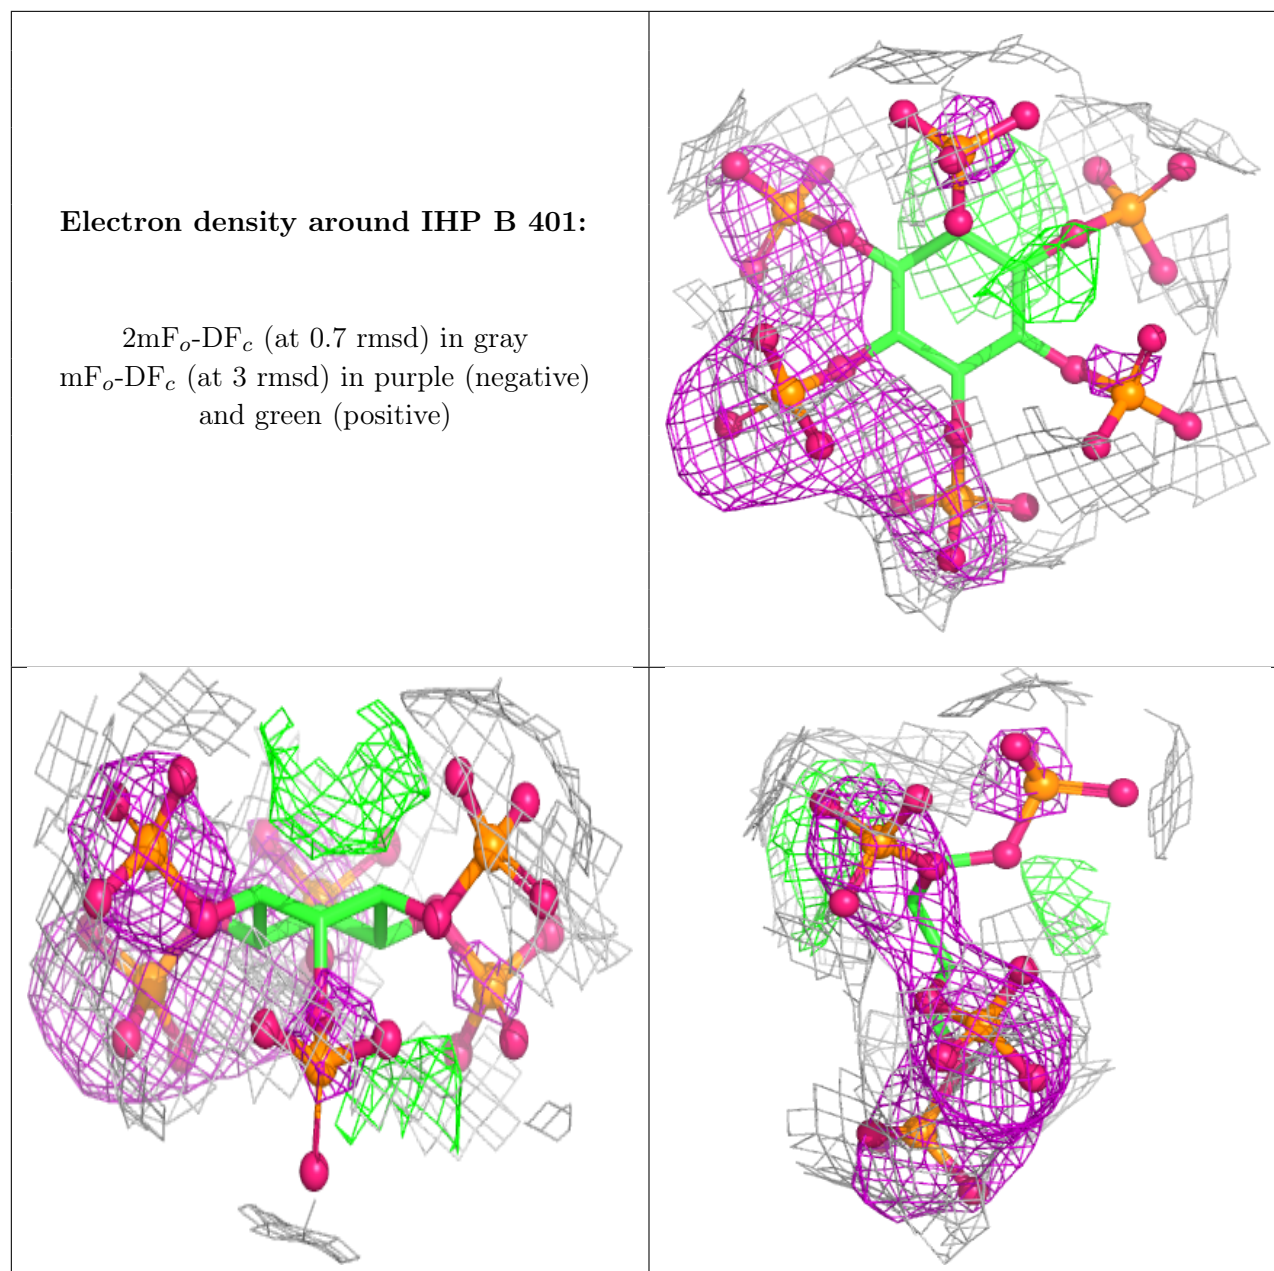 Electron density around IHP B 401:
2mFo-DFc (at 0.7 rmsd) in gray
mFo-DFc (at 3 rmsd) in purple (negative)
and green (positive)